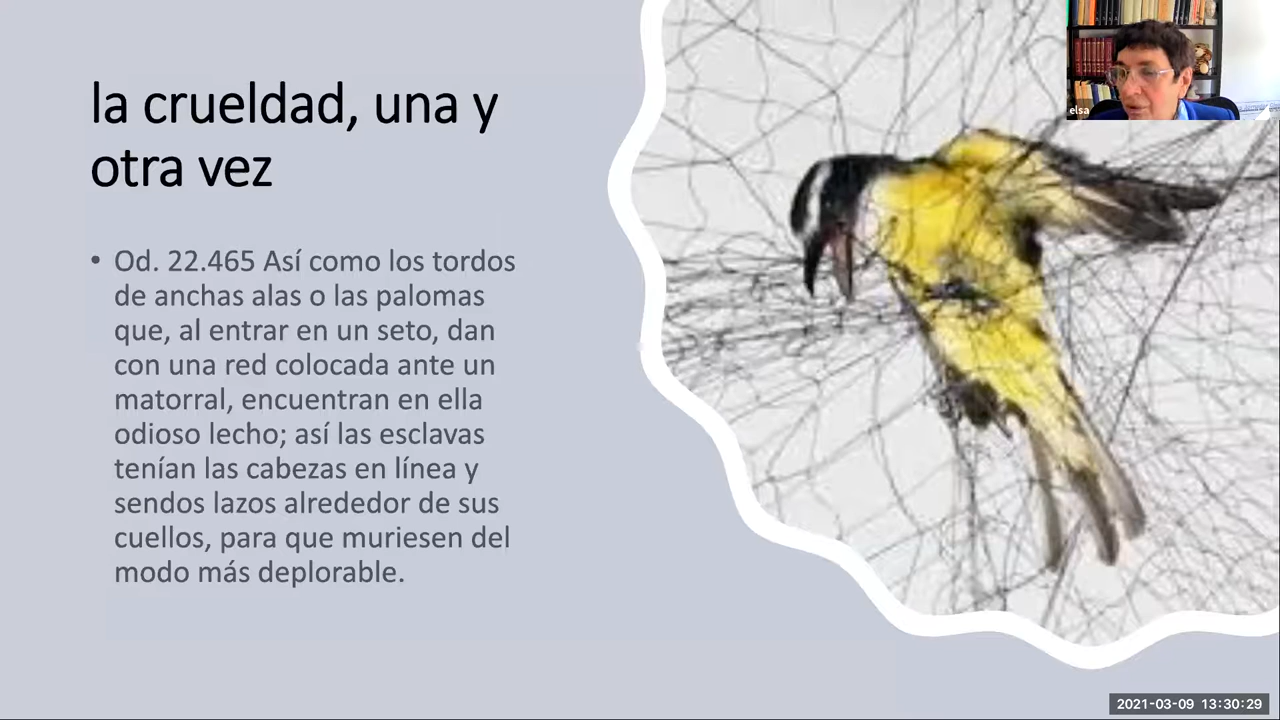 la crueldad, una y
otra vez
• Od. 22.465 Así como los tordos
de anchas alas o las palomas
que, al entrar en un seto, dan
con una red colocada ante un
matorral, encuentran en ella
odioso lecho; así las esclavas
tenían las cabezas en línea y
sendos lazos alrededor de sus
cuellos, para que muriesen del
modo más deplorable.
elsa
2021-03-09 13:30:29